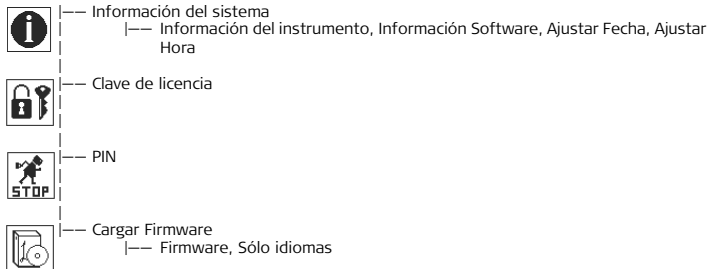 |—— Información del sistema
|—— Información del instrumento, Información Software, Ajustar Fecha, Ajustar
Hora
|—— Clave de licencia
|—— PIN
STOP
|—— Cargar Firmware
|—— Firmware, Sólo idiomas